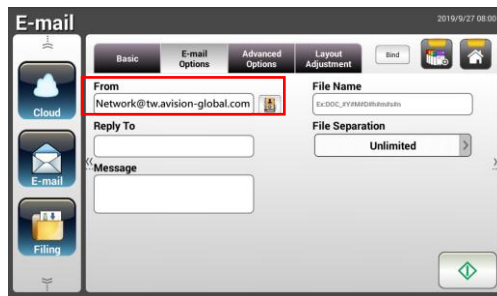 E-mail
2019/9/27 08:00
Basic
E-mail Options
Advanced Options
Layout Adjustment
Bind
From
Network@tw.avision-global.com
Reply To
Message
File Name
File Separation
Unlimited
Cloud
E-mail
Filing